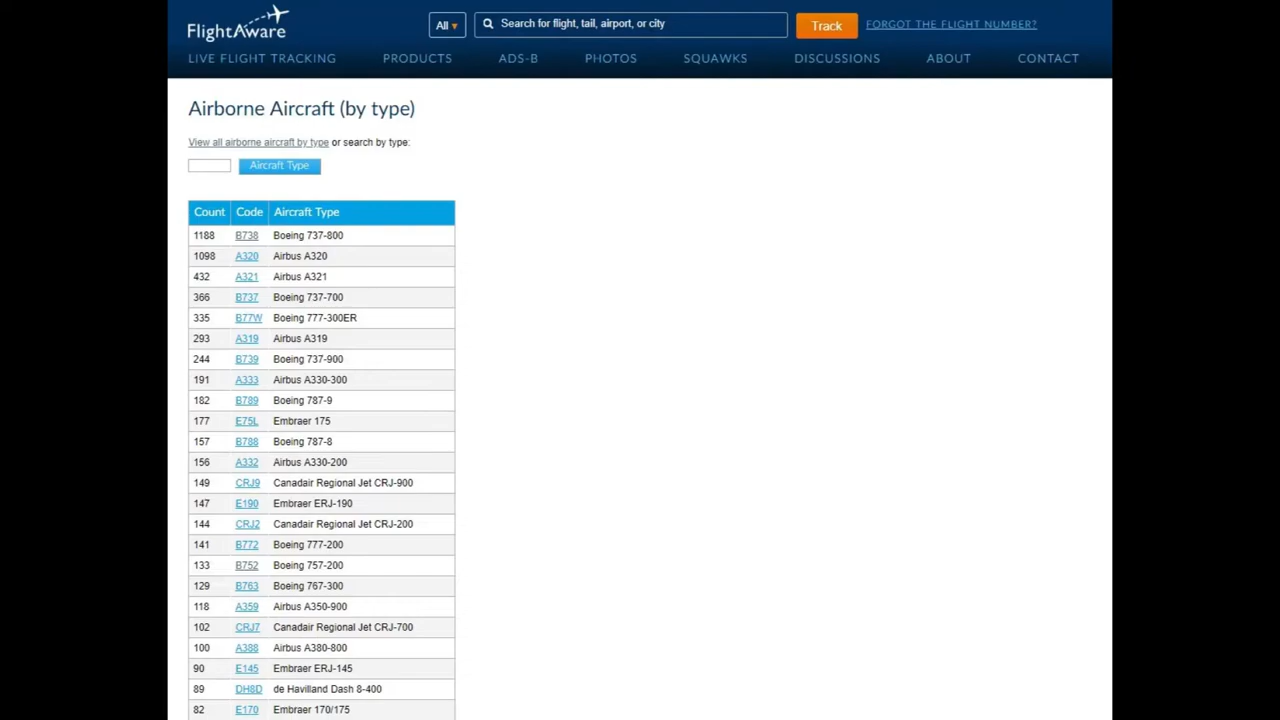 FlightAware
All ▾
Search for flight, tail, airport, or city
Track
FORGOT THE FLIGHT NUMBER?
LIVE FLIGHT TRACKING PRODUCTS ADS-B PHOTOS SQUAWKS DISCUSSIONS ABOUT CONTACT
Airborne Aircraft (by type)
View all airborne aircraft by type or search by type:
Aircraft Type
Count Code Aircraft Type
1188 B738 Boeing 737-800
1098 A320 Airbus A320
432 A321 Airbus A321
366 B737 Boeing 737-700
335 B77W Boeing 777-300ER
293 A319 Airbus A319
244 B739 Boeing 737-900
191 A333 Airbus A330-300
182 B789 Boeing 787-9
177 E75L Embraer 175
157 B788 Boeing 787-8
156 A332 Airbus A330-200
149 CRJ9 Canadair Regional Jet CRJ-900
147 E190 Embraer ERJ-190
144 CRJ2 Canadair Regional Jet CRJ-200
141 B772 Boeing 777-200
133 B752 Boeing 757-200
129 B763 Boeing 767-300
118 A359 Airbus A350-900
102 CRJ7 Canadair Regional Jet CRJ-700
100 A388 Airbus A380-800
90 E145 Embraer ERJ-145
89 DH8D de Havilland Dash 8-400
82 E170 Embraer 170/175